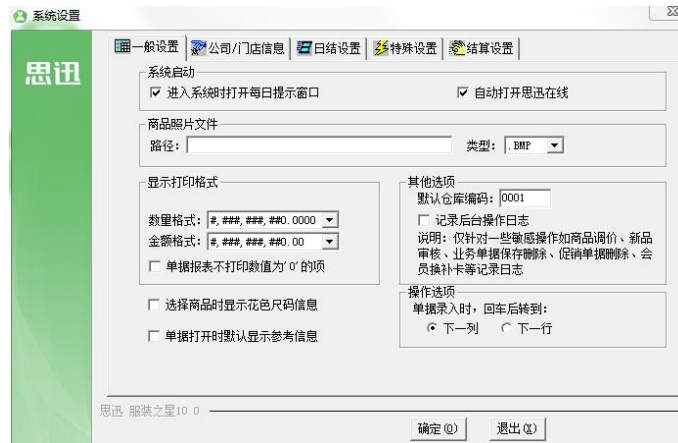 系统设置
思迅
一般设置 公司/门店信息 日结设置 特殊设置 结算设置
系统启动
进入系统时打开每日提示窗口 自动打开思迅在线
商品照片文件
路径： 类型： .BMP
显示打印格式
数量格式： #,###,###,##0.0000
金额格式： #,###,###,##0.00
单据报表不打印数值为'0'的项
选择商品时显示花色尺码信息
单据打开时默认显示参考信息
其他选项
默认仓库编码： 0001
记录后台操作日志
说明：仅针对一些敏感操作如商品调价、新品
审核、业务单据保存删除、促销单据删除、会
员换补卡等记录日志
操作选项
单据录入时，回车后转到：
下一列 下一行
思迅 服装之星10.0
确定(O) 退出(X)